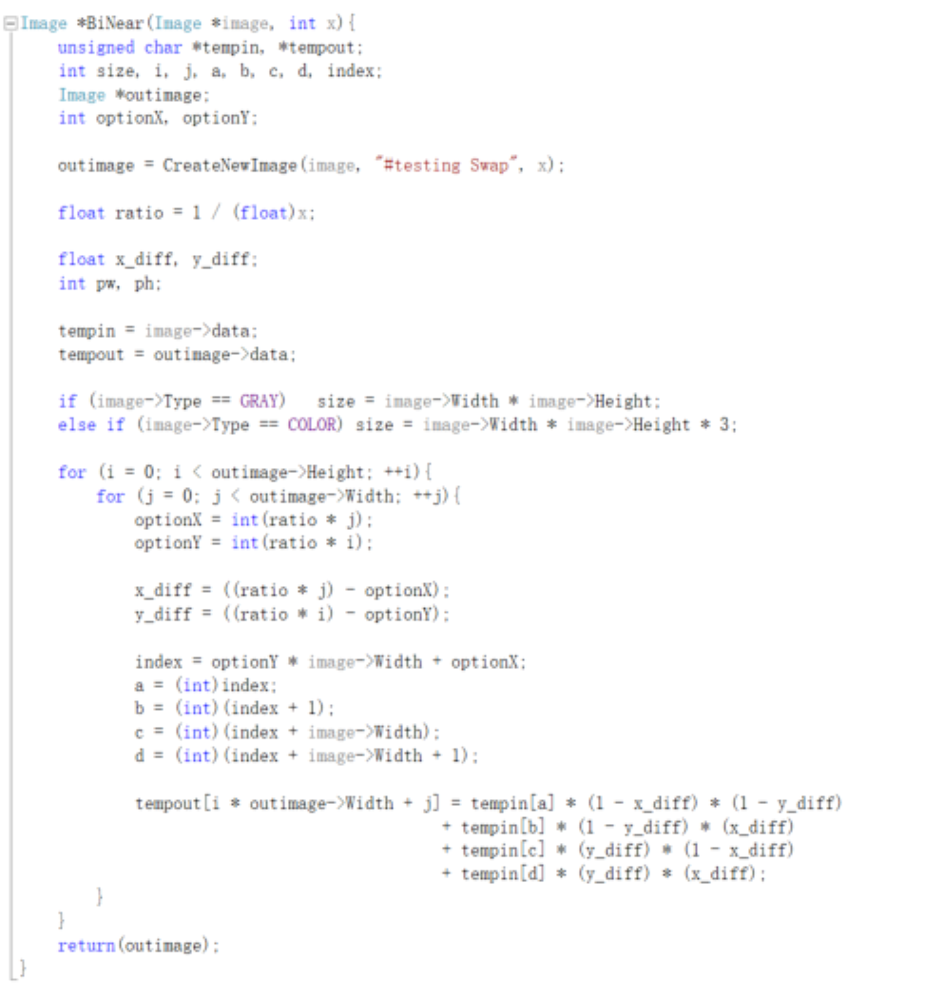 Image *BiNear(Image *image, int x){
    unsigned char *tempin, *tempout;
    int size, i, j, a, b, c, d, index;
    Image *outimage;
    int optionX, optionY;

    outimage = CreateNewImage(image, "#testing Swap", x);

    float ratio = 1 / (float)x;

    float x_diff, y_diff;
    int pw, ph;

    tempin = image->data;
    tempout = outimage->data;

    if (image->Type == GRAY)   size = image->Width * image->Height;
    else if (image->Type == COLOR) size = image->Width * image->Height * 3;

    for (i = 0; i < outimage->Height; ++i){
        for (j = 0; j < outimage->Width; ++j){
            optionX = int(ratio * j);
            optionY = int(ratio * i);

            x_diff = ((ratio * j) - optionX);
            y_diff = ((ratio * i) - optionY);

            index = optionY * image->Width + optionX;
            a = (int)index;
            b = (int)(index + 1);
            c = (int)(index + image->Width);
            d = (int)(index + image->Width + 1);

            tempout[i * outimage->Width + j] = tempin[a] * (1 - x_diff) * (1 - y_diff)
                                            + tempin[b] * (1 - y_diff) * (x_diff)
                                            + tempin[c] * (y_diff) * (1 - x_diff)
                                            + tempin[d] * (y_diff) * (x_diff);
        }
    }
    return(outimage);
}